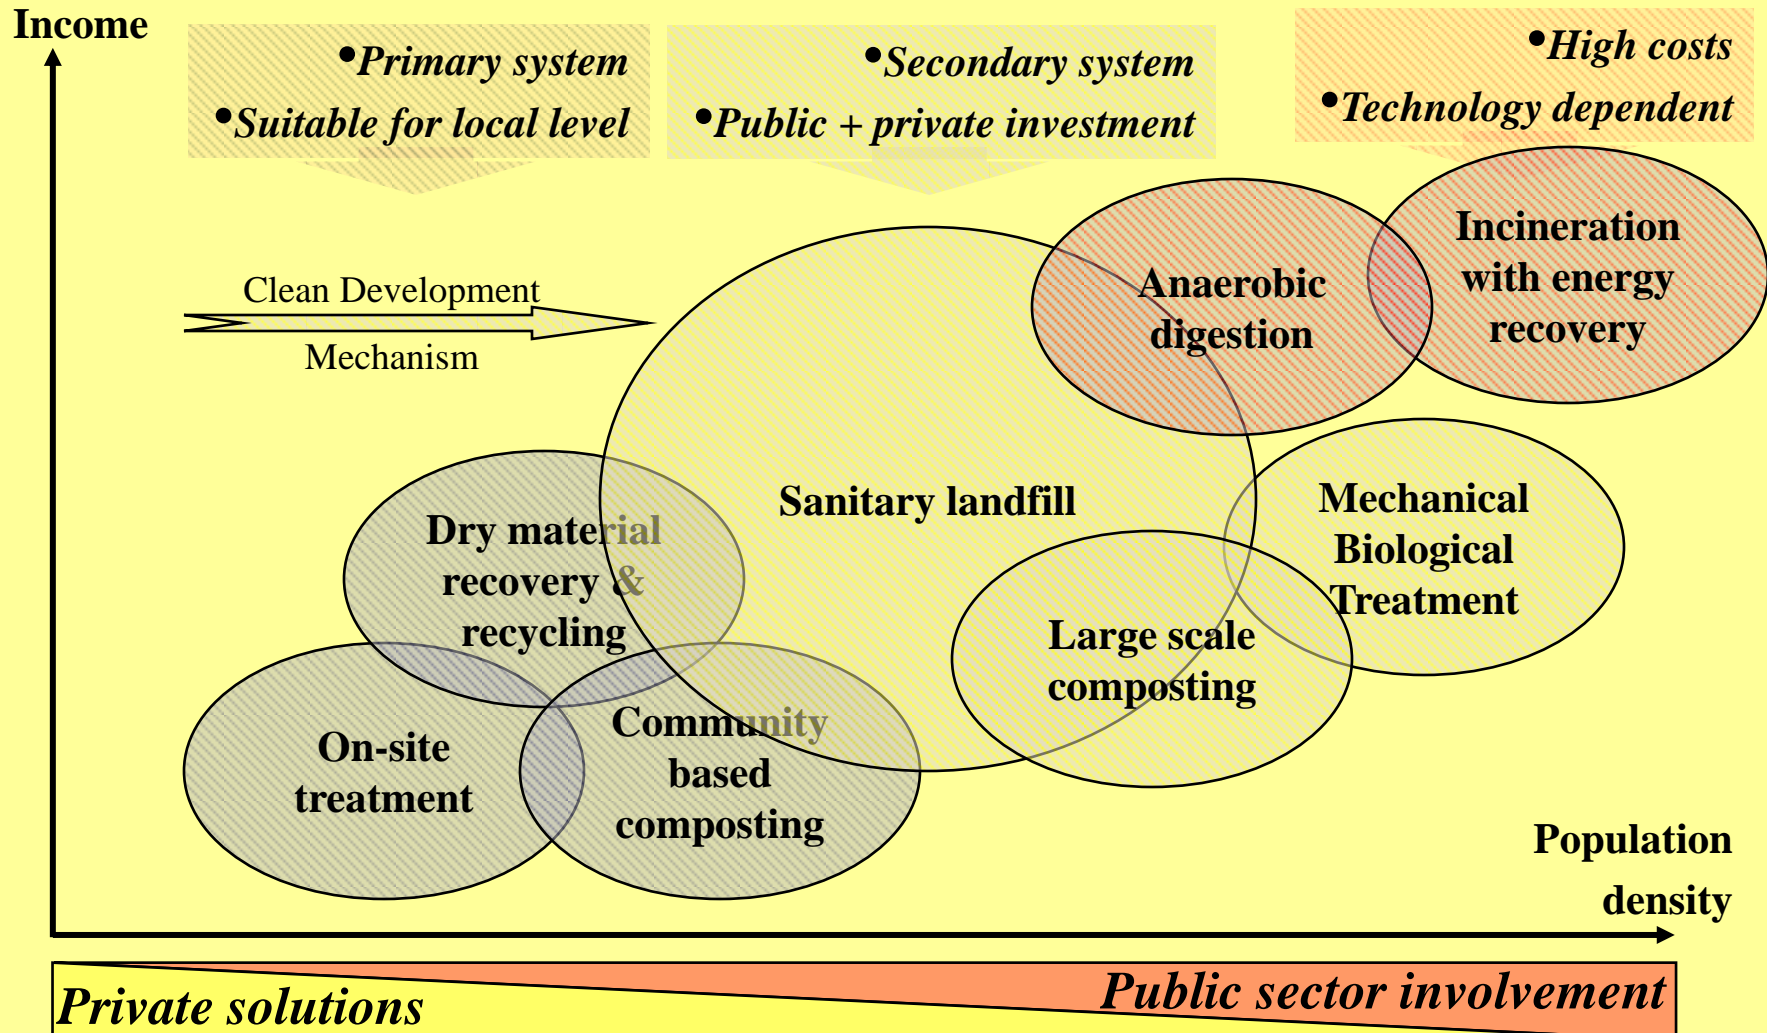 Income
•Primary system
•Suitable for local level
•Secondary system
•Public + private investment
•High costs
•Technology dependent
Clean Development
Mechanism
Incineration
with energy
recovery
Anaerobic
digestion
Sanitary landfill
Mechanical
Biological
Treatment
Dry material
recovery &
recycling
Large scale
composting
On-site
treatment
Community
based
composting
Population
density
Private solutions
Public sector involvement